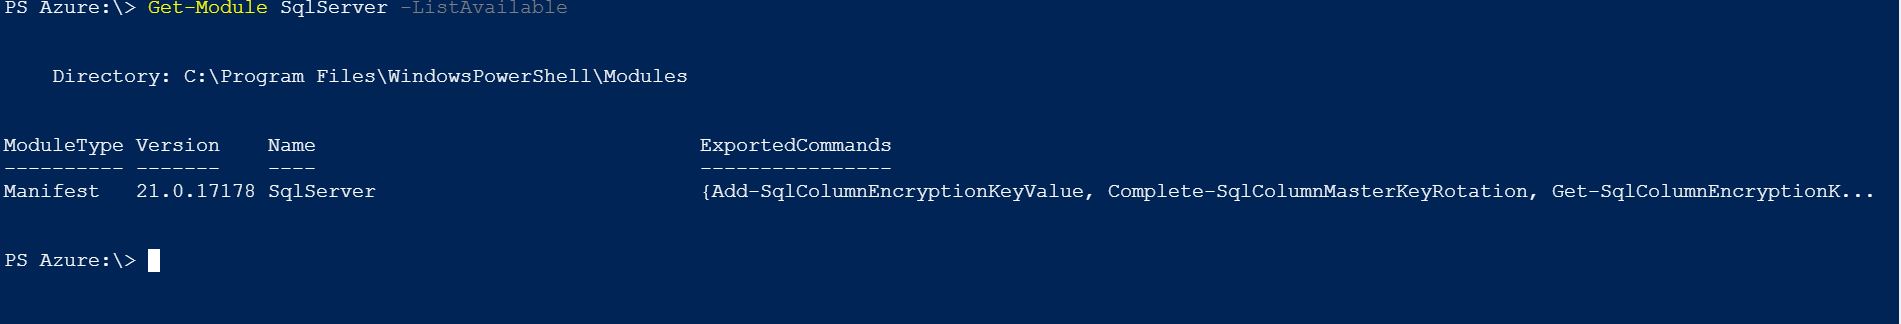 PS Azure:\> Get-Module SqlServer -ListAvailable
Directory: C:\Program Files\WindowsPowerShell\Modules
ModuleType Version    Name                                ExportedCommands
---------- -------    ----                                ----------------
Manifest   21.0.17178 SqlServer                           {Add-SqlColumnEncryptionKeyValue, Complete-SqlColumnMasterKeyRotation, Get-SqlColumnEncryptionK...
PS Azure:\>